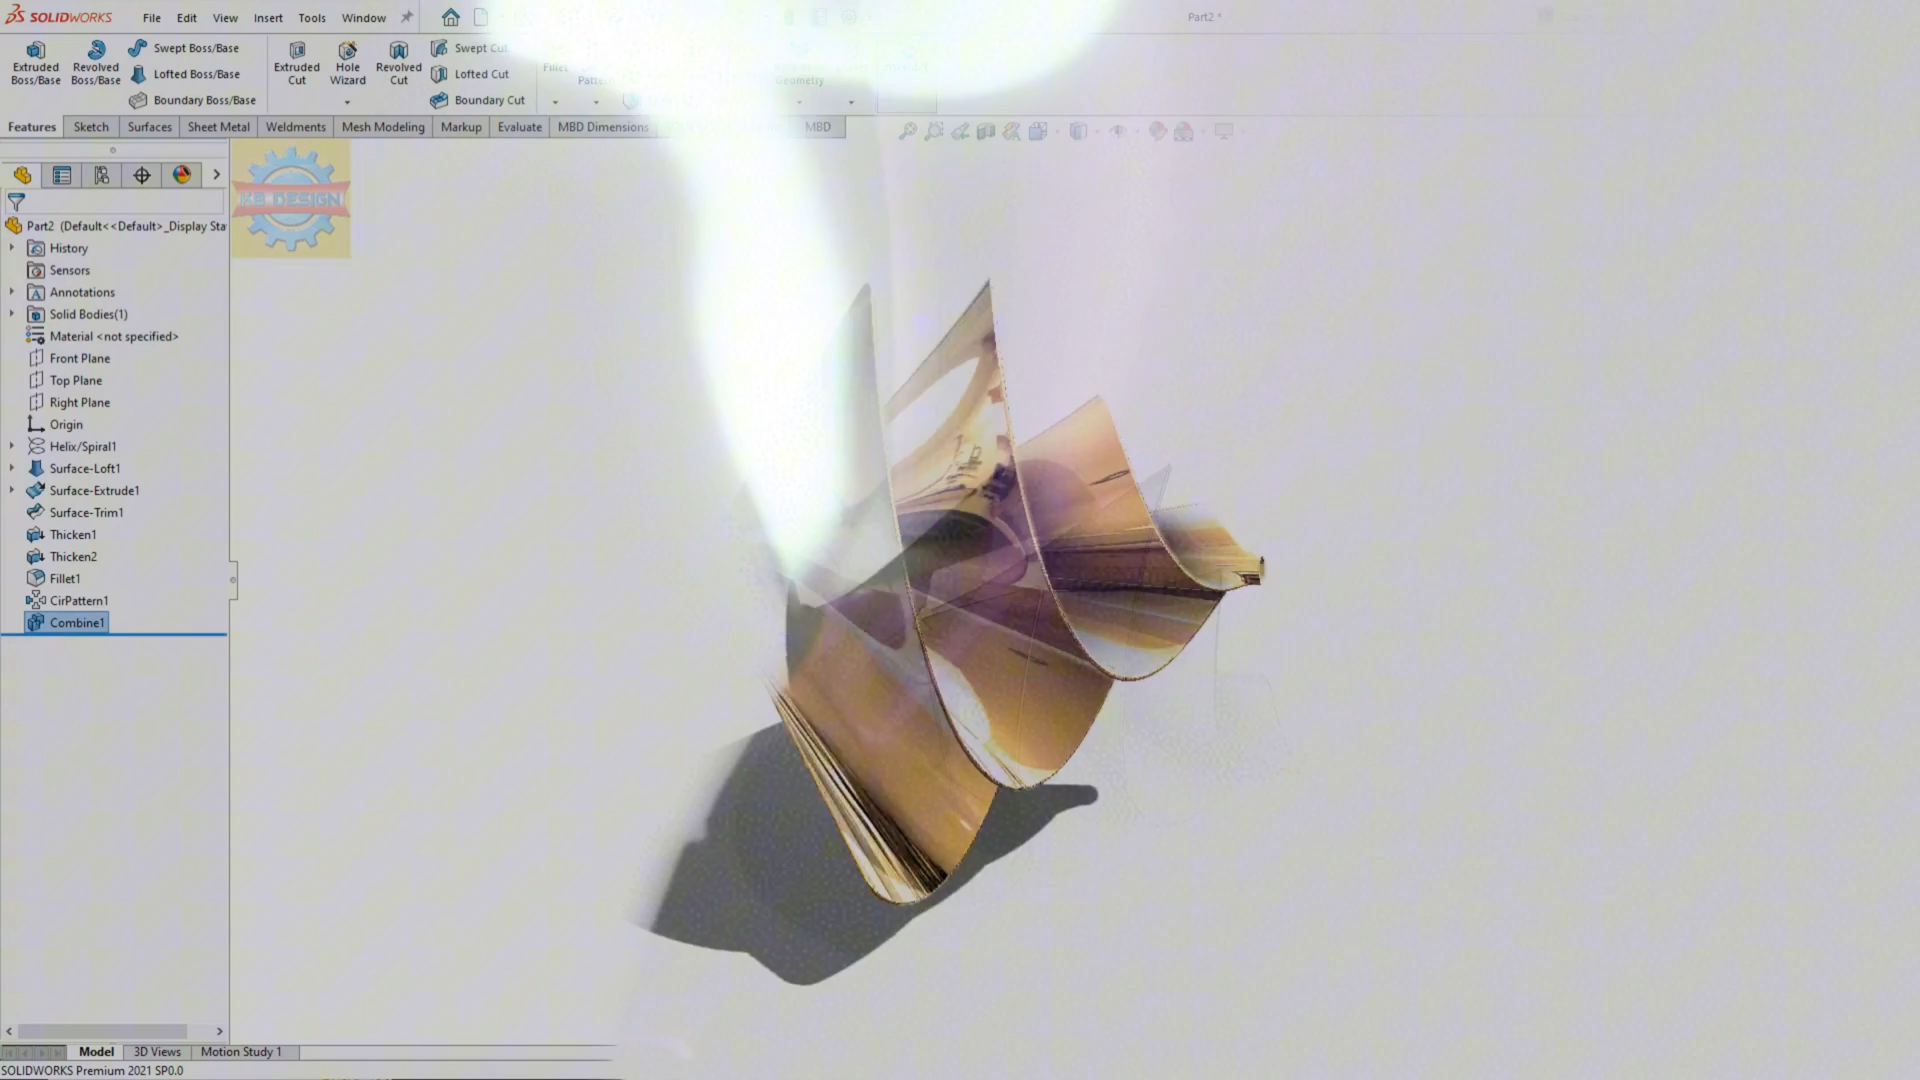 SOLIDWORKS File Edit View Insert Tools Window
Part2 *
Extruded Boss/Base
Revolved Boss/Base
Swept Boss/Base
Lofted Boss/Base
Boundary Boss/Base
Extruded Cut
Hole Wizard
Revolved Cut
Swept Cut
Lofted Cut
Boundary Cut
Fillet
Geometry
Features Sketch Surfaces Sheet Metal Weldments Mesh Modeling Markup Evaluate MBD Dimensions MBD
KB DESIGN
Part2 (Default<<Default>_Display Sta
History
Sensors
Annotations
Solid Bodies(1)
Material <not specified>
Front Plane
Top Plane
Right Plane
Origin
Helix/Spiral1
Surface-Loft1
Surface-Extrude1
Surface-Trim1
Thicken1
Thicken2
Fillet1
CirPattern1
Combine1
Model 3D Views Motion Study 1
SOLIDWORKS Premium 2021 SP0.0